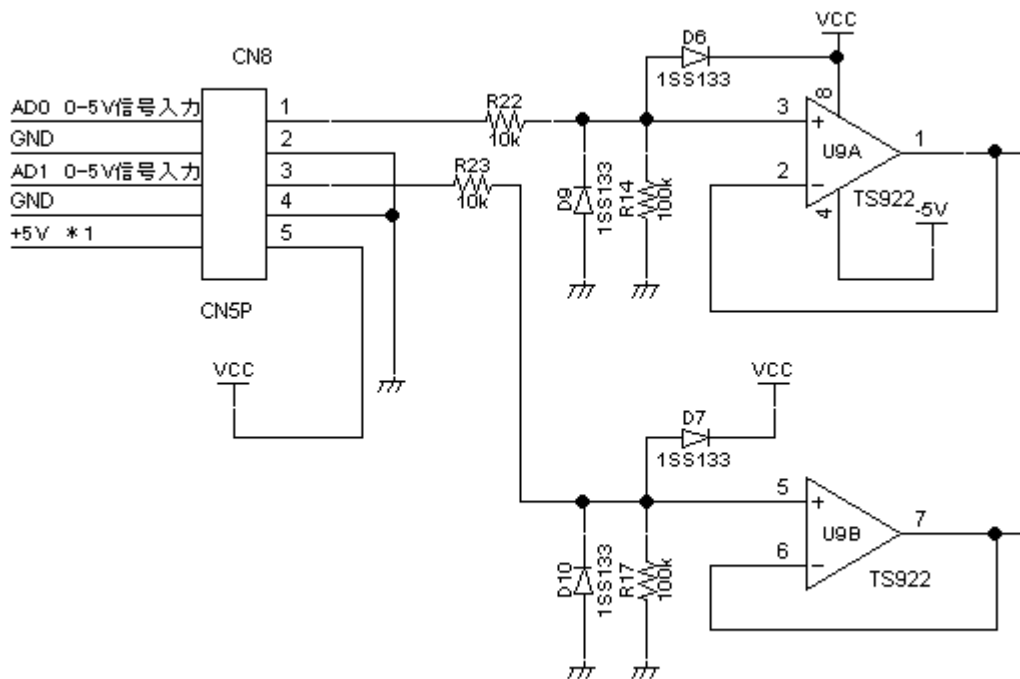 CN8
AD0 0-5V信号入力
1
GND
2
AD1 0-5V信号入力
3
GND
4
+5V *1
5
CN5P
VCC
R22
10k
R23
10k
D6
1SS133
VCC
D9
1SS133
R14
100k
3
+
2
−
8
U9A
1
4
TS922
-5V
D7
1SS133
VCC
D10
1SS133
R17
100k
5
+
6
−
U9B
7
TS922